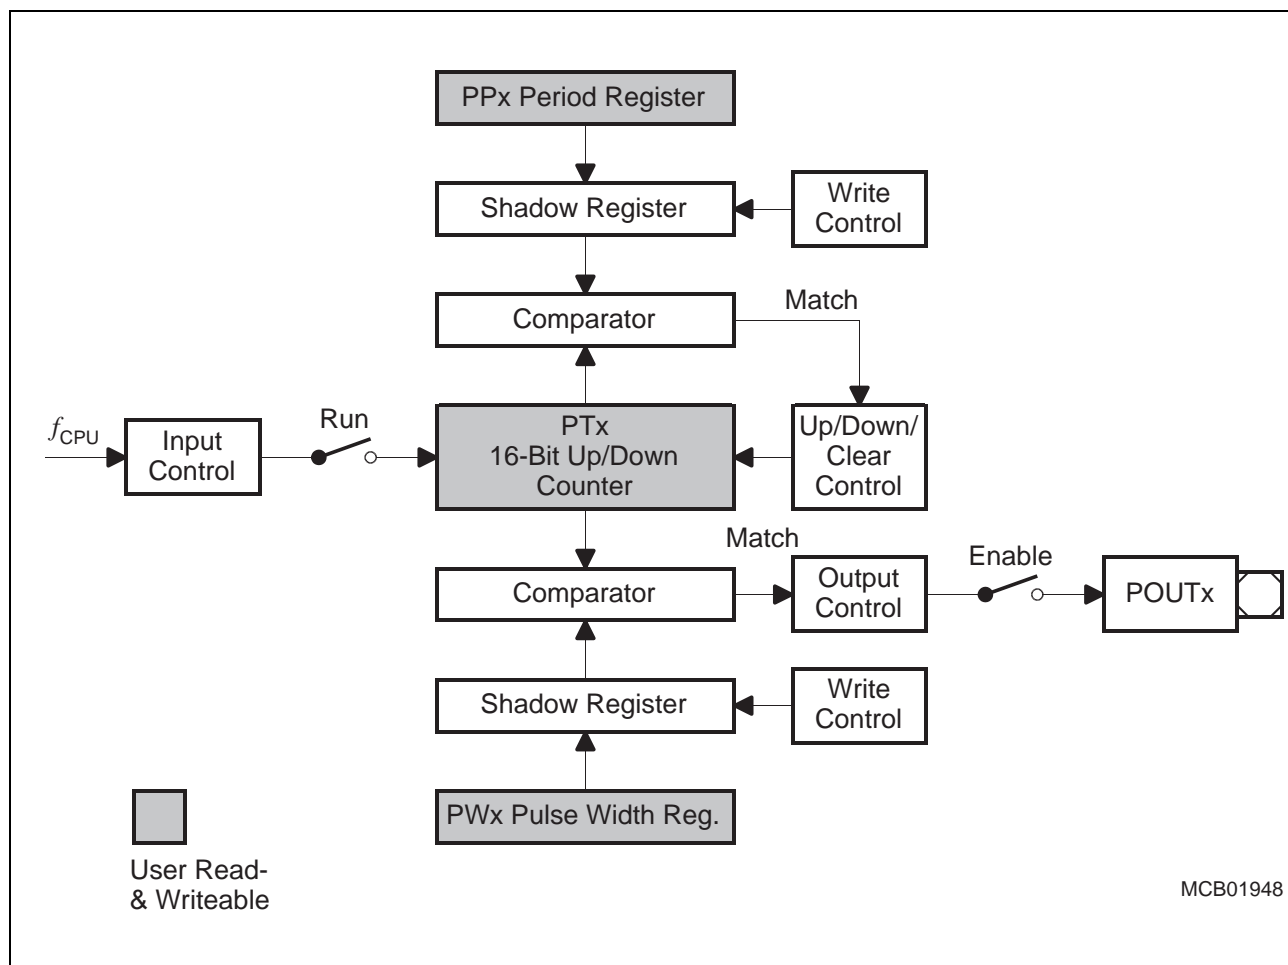 PPx Period Register
Shadow Register
Write
Control
Comparator
Match
fCPU
Input
Control
Run
PTx
16-Bit Up/Down
Counter
Up/Down/
Clear
Control
Comparator
Match
Output
Control
Enable
POUTx
Shadow Register
Write
Control
PWx Pulse Width Reg.
User Read-
& Writeable
MCB01948